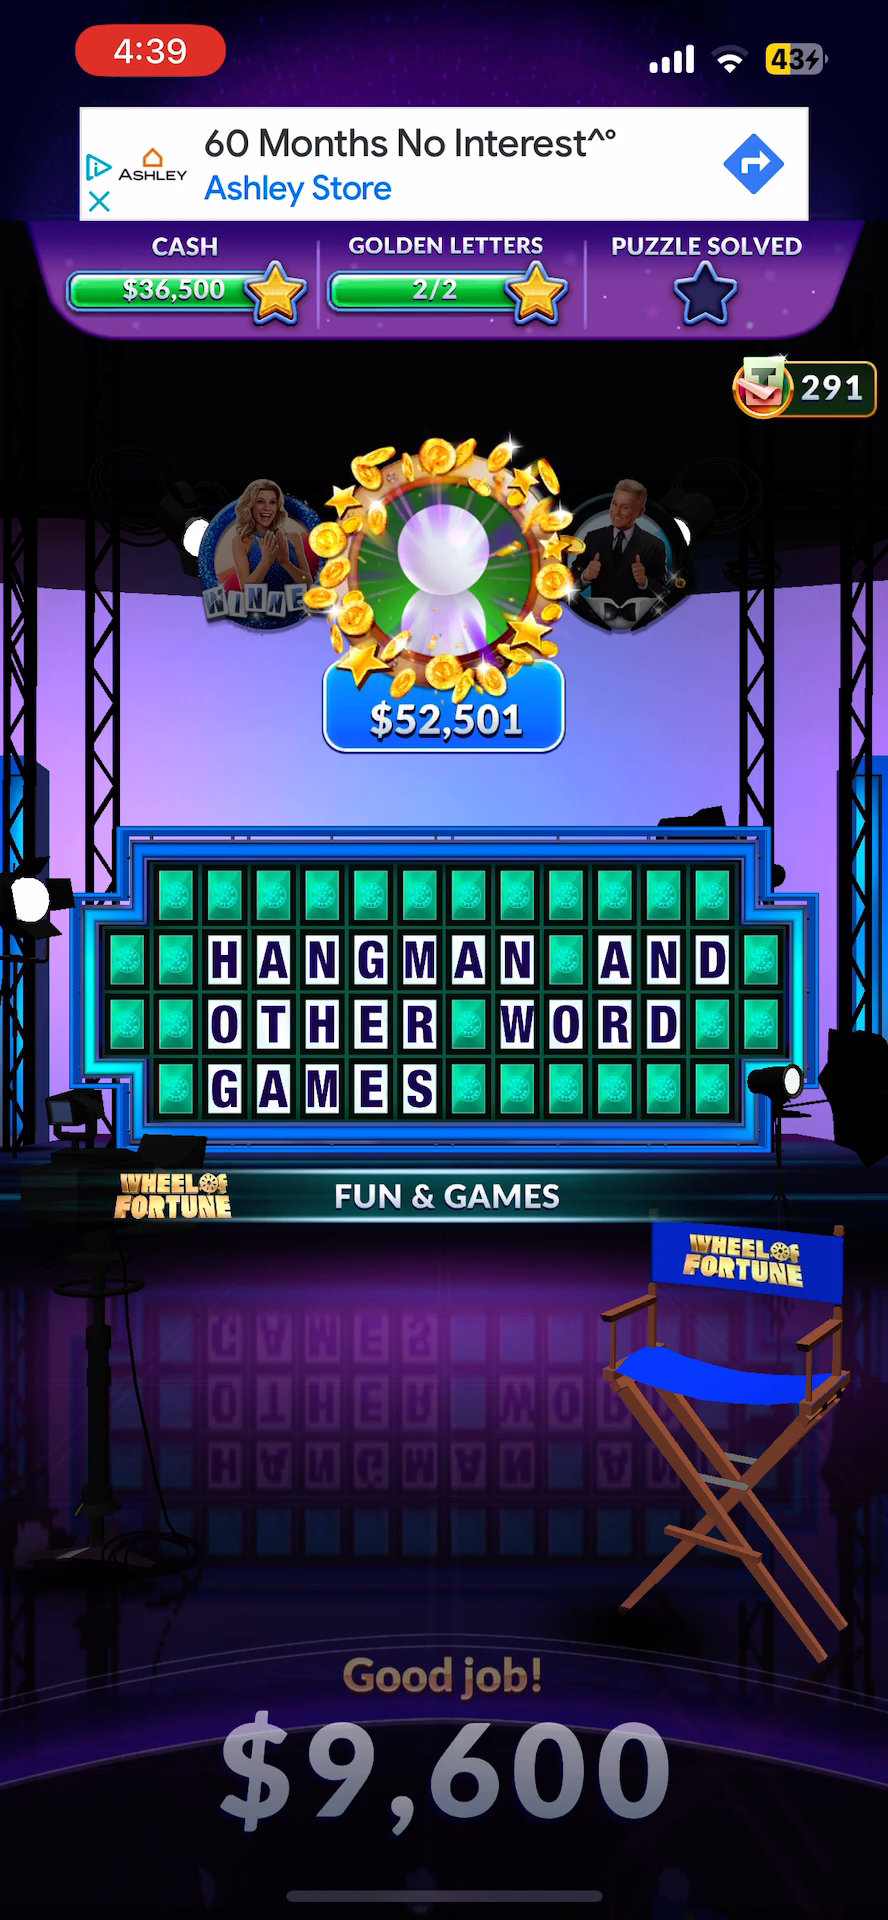 4:39
43
60 Months No Interest^°
ASHLEY
Ashley Store
CASH
GOLDEN LETTERS
PUZZLE SOLVED
$36,500
2/2
T
291
WINNE
$52,501
HANGMAN AND
OTHER WORD
GAMES
WHEEL OF FORTUNE
FUN & GAMES
WHEEL OF
FORTUNE
Good job!
$9,600